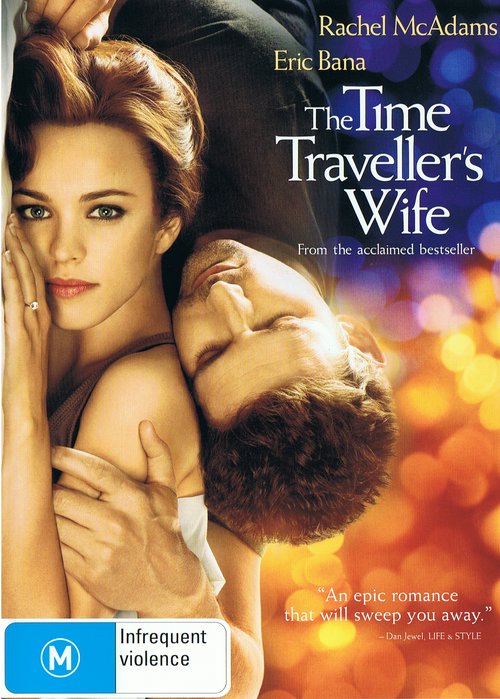 Rachel McAdams
Eric Bana
The Time
Traveller's
Wife
From the acclaimed bestseller
"An epic romance
that will sweep you away."
– Dan Jewel, LIFE & STYLE
M
Infrequent
violence